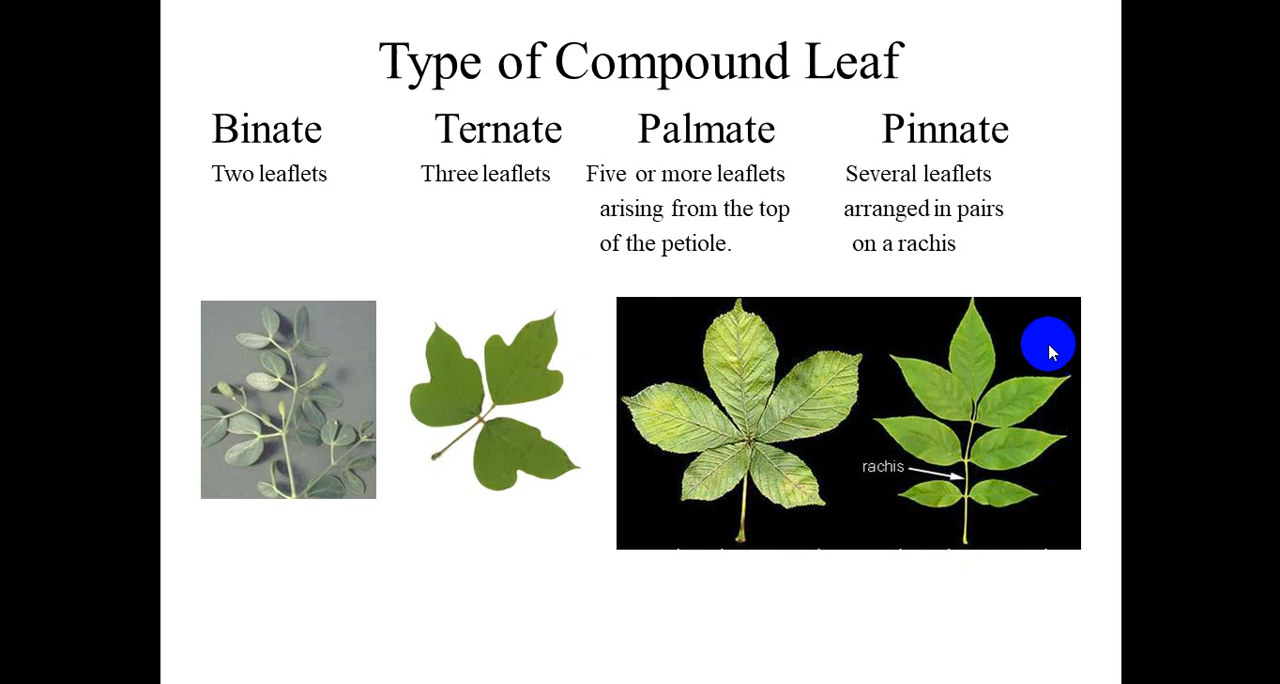 Type of Compound Leaf
Binate
Two leaflets
Ternate
Three leaflets
Palmate
Five or more leaflets
arising from the top
of the petiole.
Pinnate
Several leaflets
arranged in pairs
on a rachis
rachis